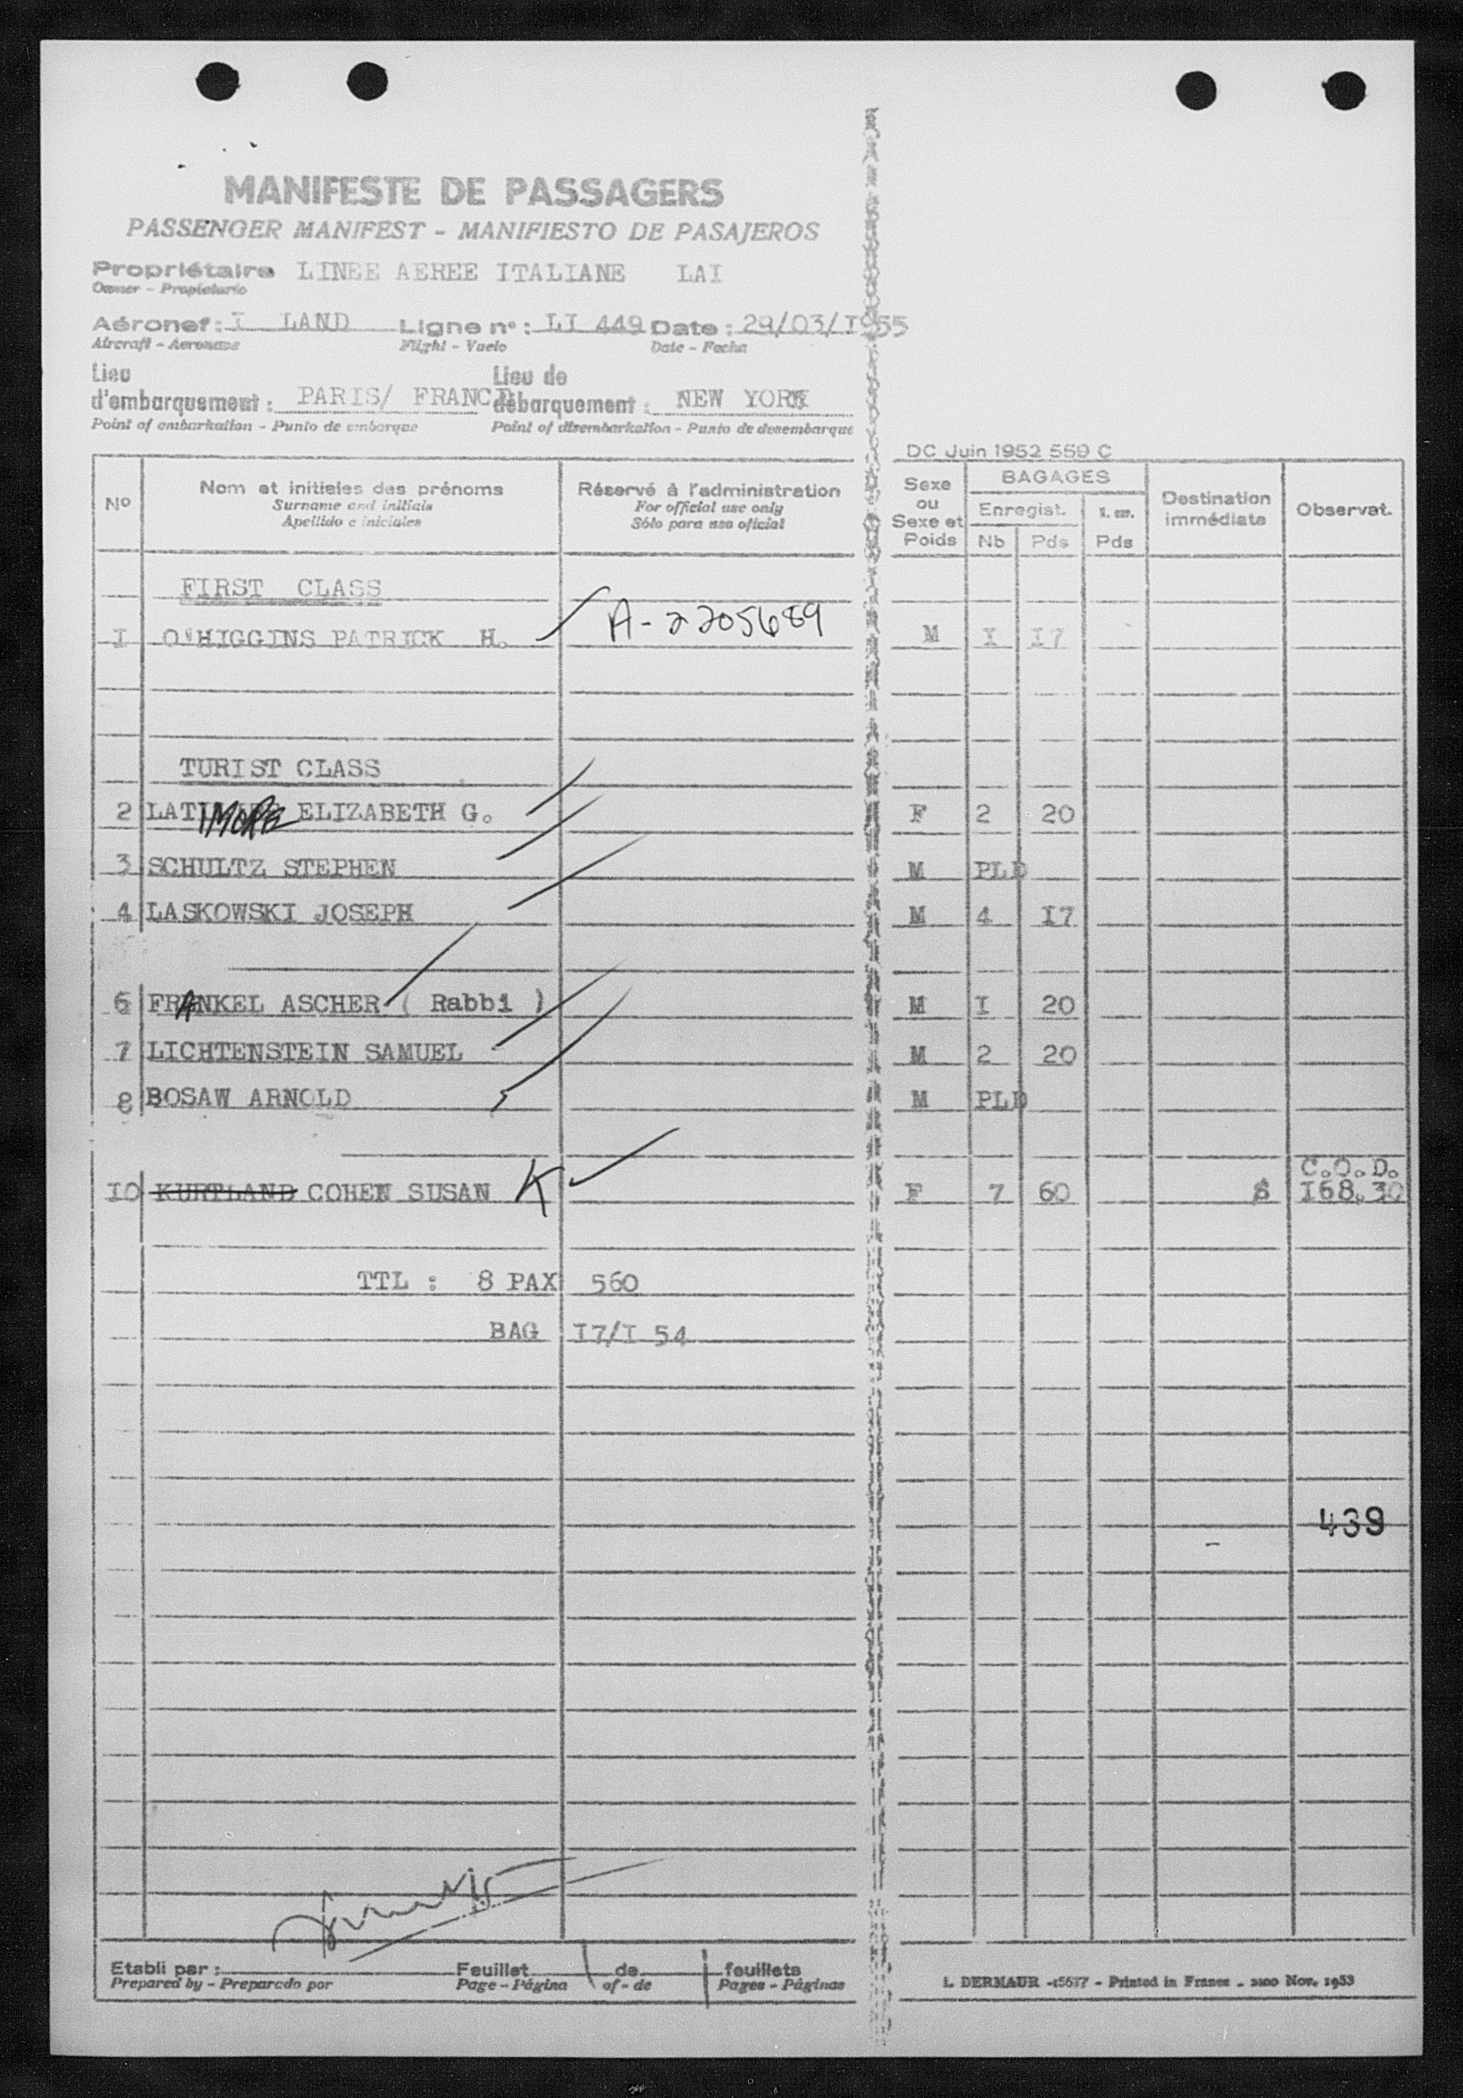 MANIFESTE DE PASSAGERS
PASSENGER MANIFEST - MANIFIESTO DE PASAJEROS
Propriétaire LINEE AEREE ITALIANE LAI
Owner - Propietario
Aéronef : I LAND Ligne n° : LI 449 Date : 29/03/I955
Aircraft - Aeronave Flight - Vuelo Date - Fecha
Lieu d'embarquement : PARIS/ FRANCE Lieu de débarquement : NEW YORK
Point of embarkation - Punto de embarque Point of disembarkation - Punto de desembarque
DC Juin 1952 559 C
N° Nom et initiales des prénoms Réservé à l'administration Sexe ou Sexe et Poids BAGAGES Destination immédiate Observat.
Surname and initials For official use only Enregist.
Apellido e iniciales Sólo para uso oficial Nb Pds Pds
FIRST CLASS
I O'HIGGINS PATRICK H. A-2205689 M I I7
TURIST CLASS
2 LATIMORE ELIZABETH G. F 2 20
3 SCHULTZ STEPHEN M PLD
4 LASKOWSKI JOSEPH M 4 I7
6 FRANKEL ASCHER ( Rabbi ) M I 20
7 LICHTENSTEIN SAMUEL M 2 20
8 BOSAW ARNOLD M PLD
C.O.D.
IO KURTLAND COHEN SUSAN K F 7 60 $ I68.30
TTL : 8 PAX 560
BAG I7/I 54
439
Etabli par : Feuillet 1 de 1 feuillets
Prepared by - Preparado por Page - Página of - de Pages - Páginas
L. DERMAUR - 15617 - Printed in France - 2100 Nov. 1953